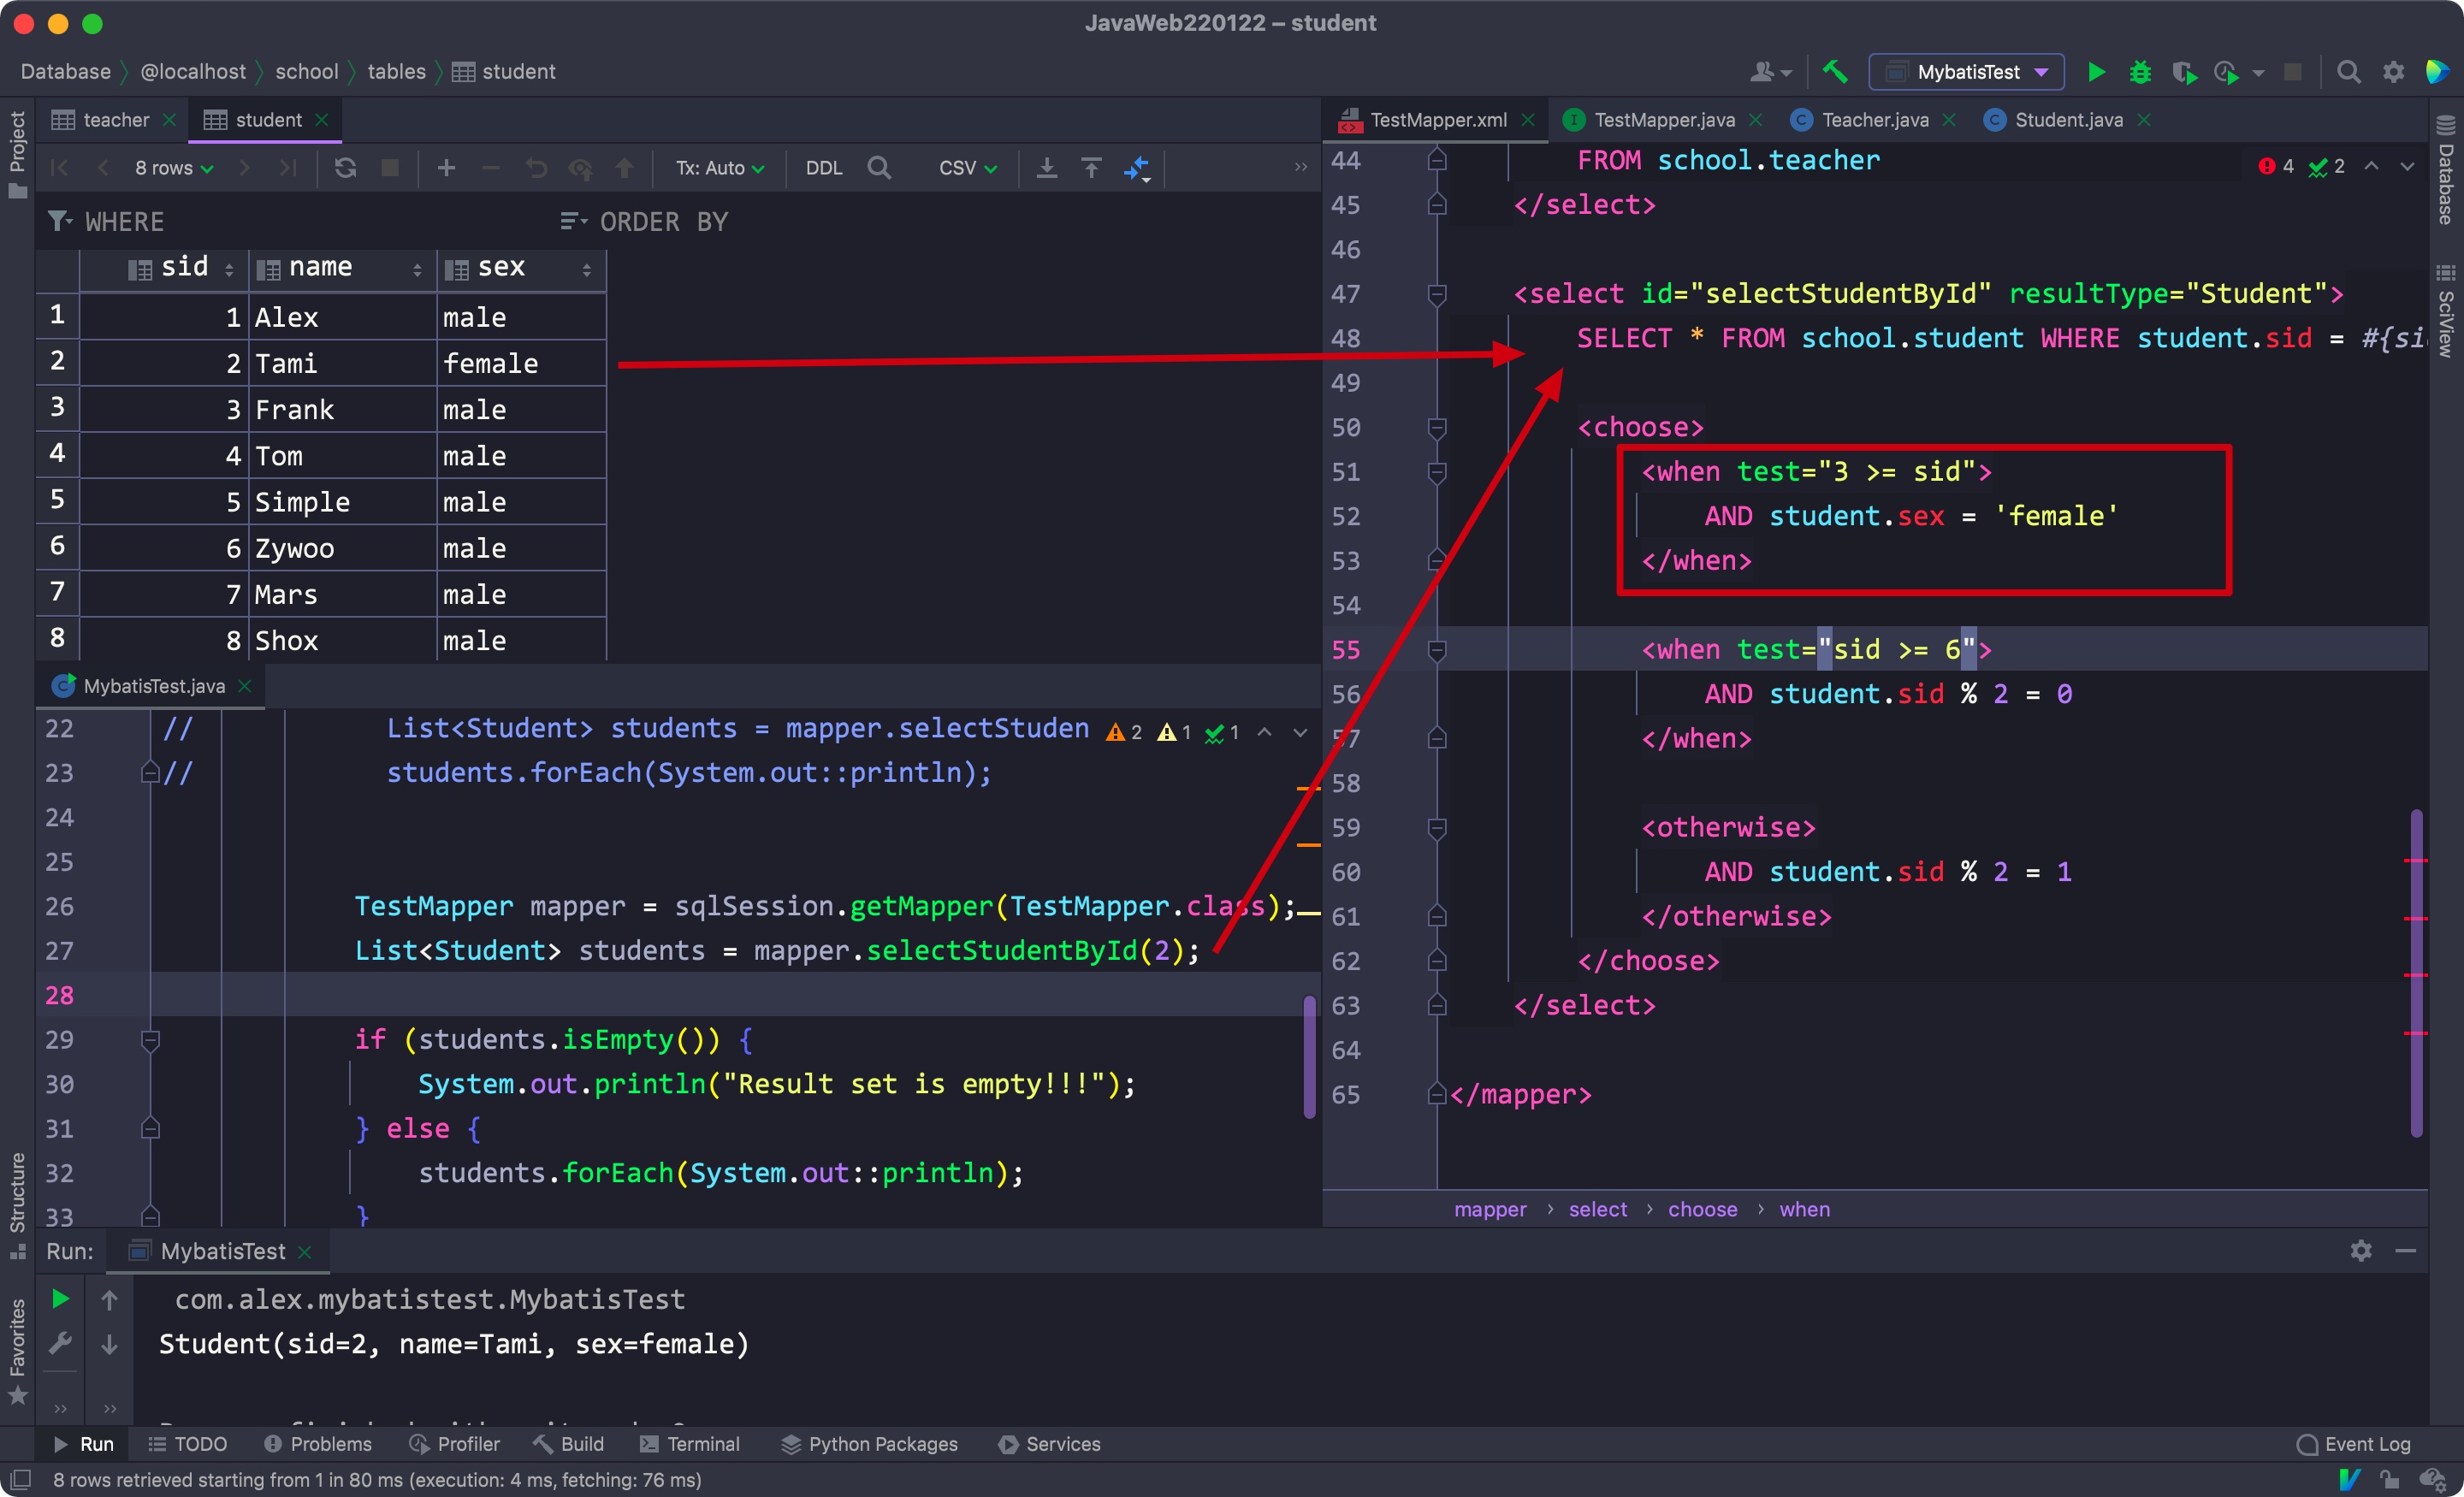 JavaWeb220122 – student
Database @localhost school tables student
MybatisTest
Project
teacher
student
8 rows
Tx: Auto
DDL
CSV
WHERE
ORDER BY
sid name sex
1 1 Alex male
2 2 Tami female
3 3 Frank male
4 4 Tom male
5 5 Simple male
6 6 Zywoo male
7 7 Mars male
8 8 Shox male
MybatisTest.java
22 // List<Student> students = mapper.selectStuden
2 1 1
23 // students.forEach(System.out::println);
24
25
26 TestMapper mapper = sqlSession.getMapper(TestMapper.class);
27 List<Student> students = mapper.selectStudentById(2);
28
29 if (students.isEmpty()) {
30 System.out.println("Result set is empty!!!");
31 } else {
32 students.forEach(System.out::println);
33 }
TestMapper.xml
TestMapper.java
Teacher.java
Student.java
4 2
44 FROM school.teacher
45 </select>
46
47 <select id="selectStudentById" resultType="Student">
48 SELECT * FROM school.student WHERE student.sid = #{si
49
50 <choose>
51 <when test="3 >= sid">
52 AND student.sex = 'female'
53 </when>
54
55 <when test="sid >= 6">
56 AND student.sid % 2 = 0
57 </when>
58
59 <otherwise>
60 AND student.sid % 2 = 1
61 </otherwise>
62 </choose>
63 </select>
64
65 </mapper>
mapper › select › choose › when
Database
SciView
Structure
Favorites
Run: MybatisTest
com.alex.mybatistest.MybatisTest
Student(sid=2, name=Tami, sex=female)
Run
TODO
Problems
Profiler
Build
Terminal
Python Packages
Services
Event Log
8 rows retrieved starting from 1 in 80 ms (execution: 4 ms, fetching: 76 ms)